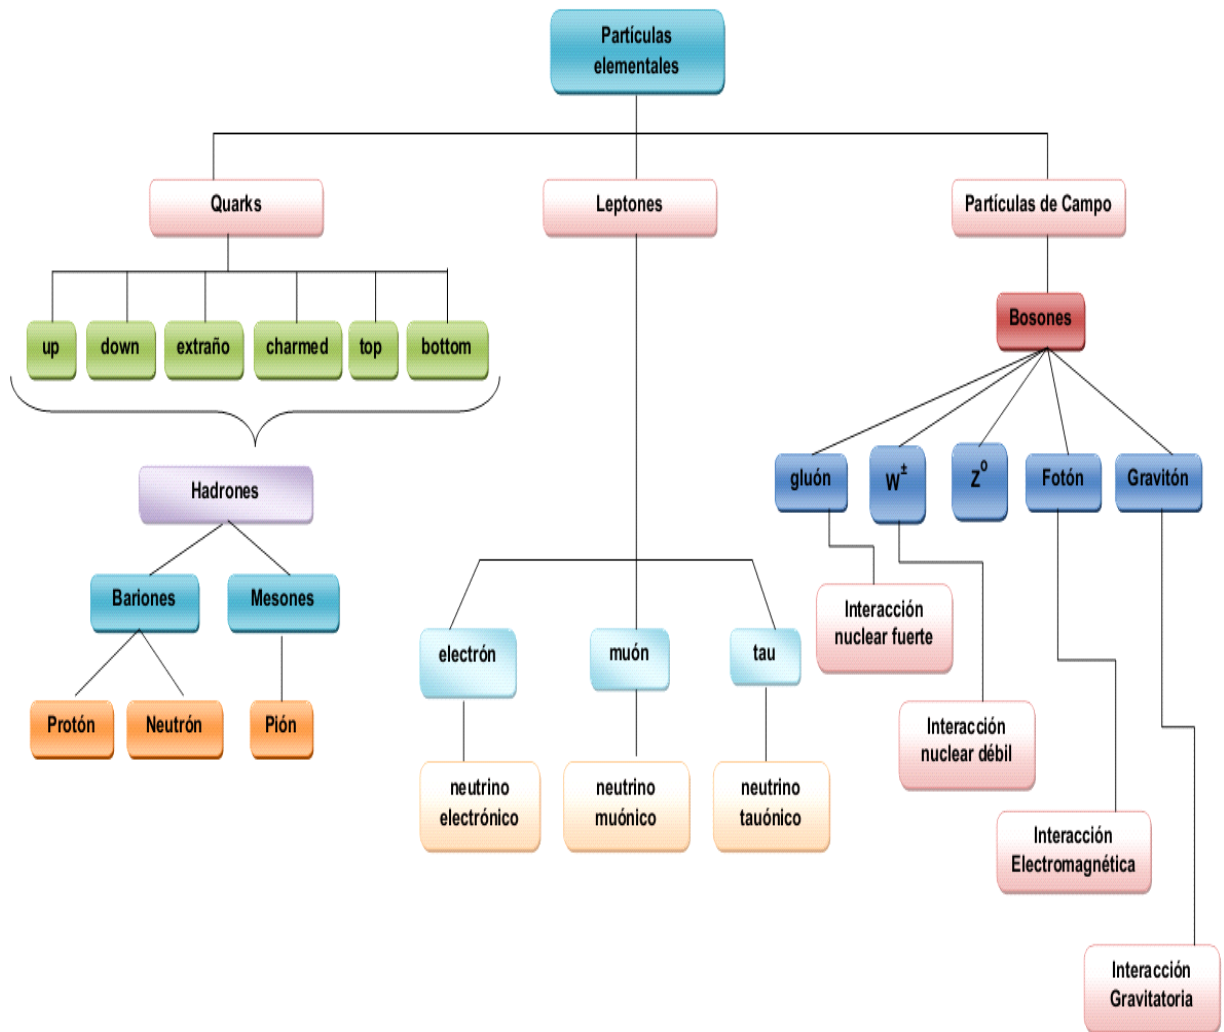 Partículas
elementales
Quarks
Leptones
Partículas de Campo
Bosones
up
down
extraño
charmed
top
bottom
gluón
W±
Zº
Fotón
Gravitón
Hadrones
Bariones
Mesones
Interacción
nuclear fuerte
electrón
muón
tau
Protón
Neutrón
Pión
Interacción
nuclear débil
neutrino
electrónico
neutrino
muónico
neutrino
tauónico
Interacción
Electromagnética
Interacción
Gravitatoria